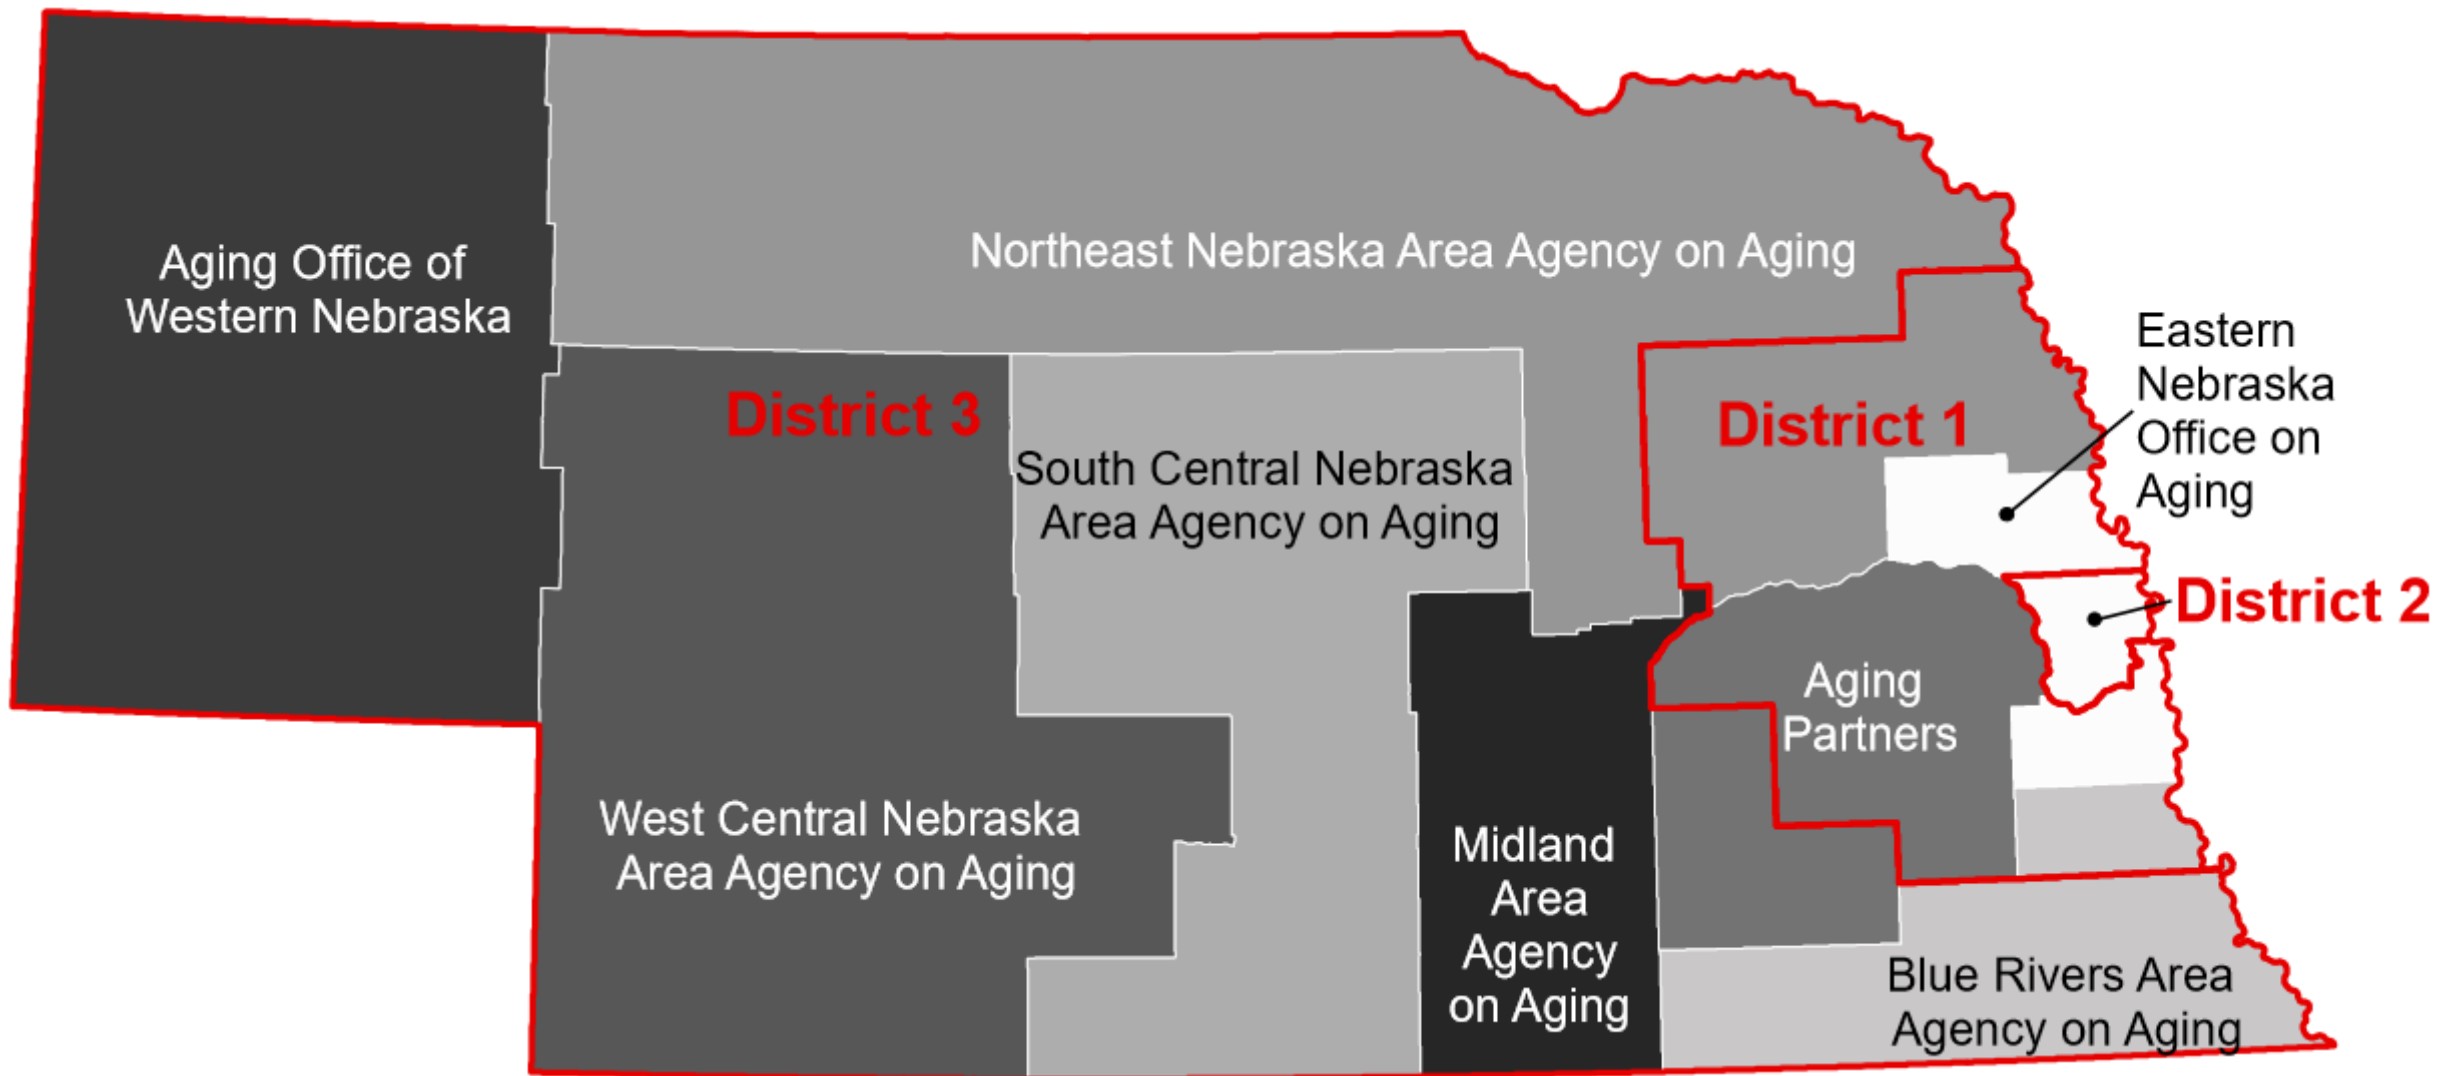 Aging Office of
Western Nebraska
Northeast Nebraska Area Agency on Aging
Eastern
Nebraska
Office on
Aging
District 3
District 1
South Central Nebraska
Area Agency on Aging
District 2
Aging
Partners
West Central Nebraska
Area Agency on Aging
Midland
Area
Agency
on Aging
Blue Rivers Area
Agency on Aging